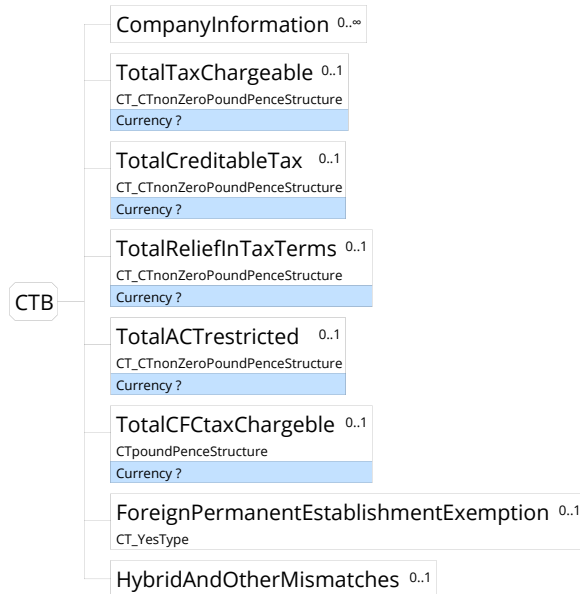 CompanyInformation 0..∞
TotalTaxChargeable 0..1
CT_CTnonZeroPoundPenceStructure
Currency ?
TotalCreditableTax 0..1
CT_CTnonZeroPoundPenceStructure
Currency ?
TotalReliefInTaxTerms 0..1
CT_CTnonZeroPoundPenceStructure
Currency ?
CTB
TotalACTrestricted 0..1
CT_CTnonZeroPoundPenceStructure
Currency ?
TotalCFCtaxChargeble 0..1
CTpoundPenceStructure
Currency ?
ForeignPermanentEstablishmentExemption 0..1
CT_YesType
HybridAndOtherMismatches 0..1